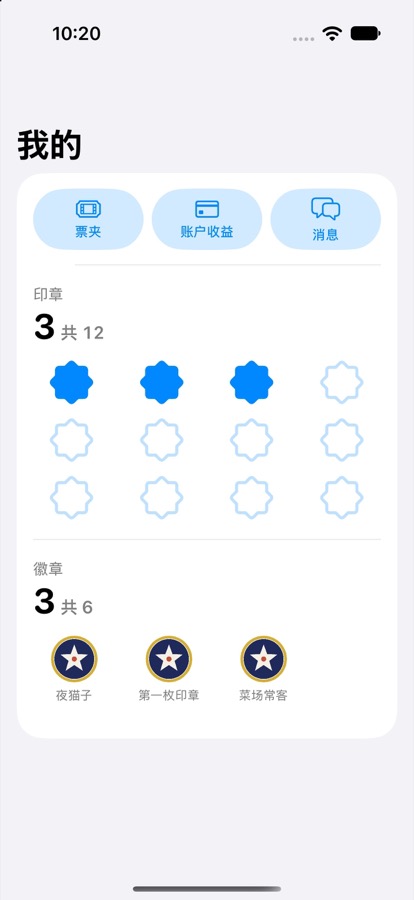 10:20
我的
票夹 账户收益 消息
印章
3 共 12
徽章
3 共 6
夜猫子 第一枚印章 菜场常客